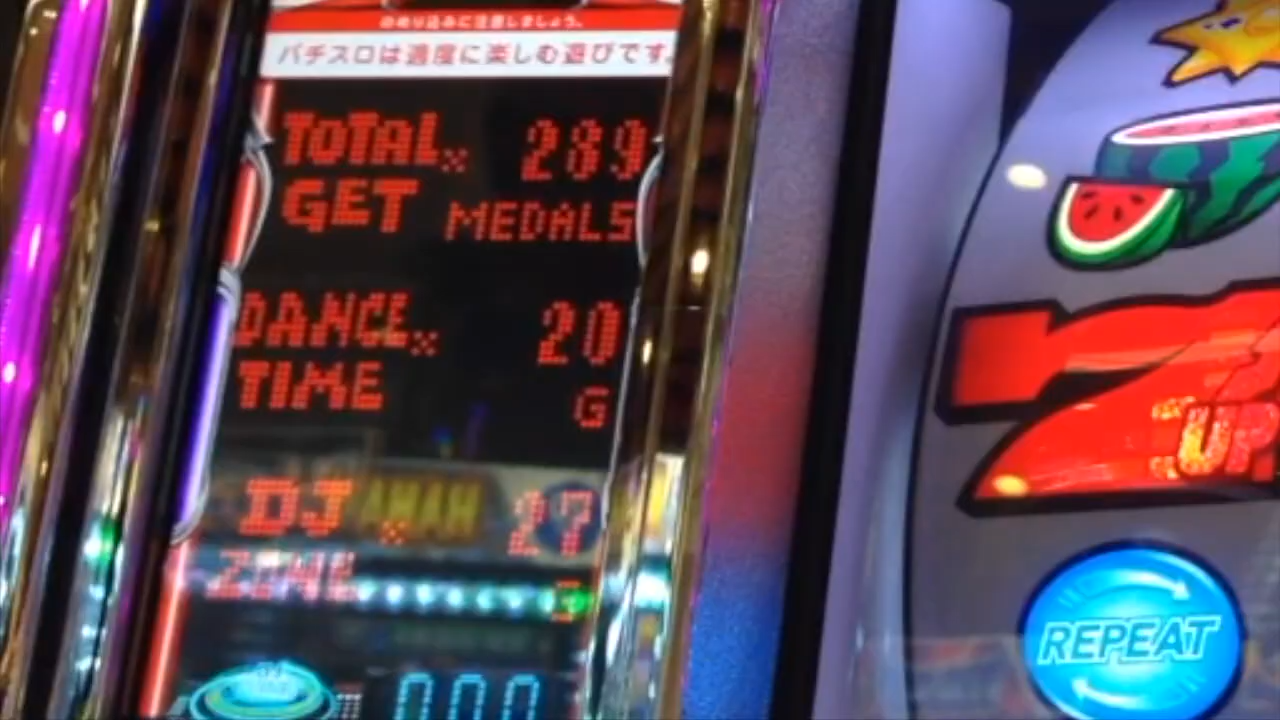 のめり込みに注意しましょう。
パチスロは適度に楽しむ遊びです。
TOTAL 289
GET MEDALS
DANCE 20
TIME G
DJ 27
ZONE G
000
UP
REPEAT